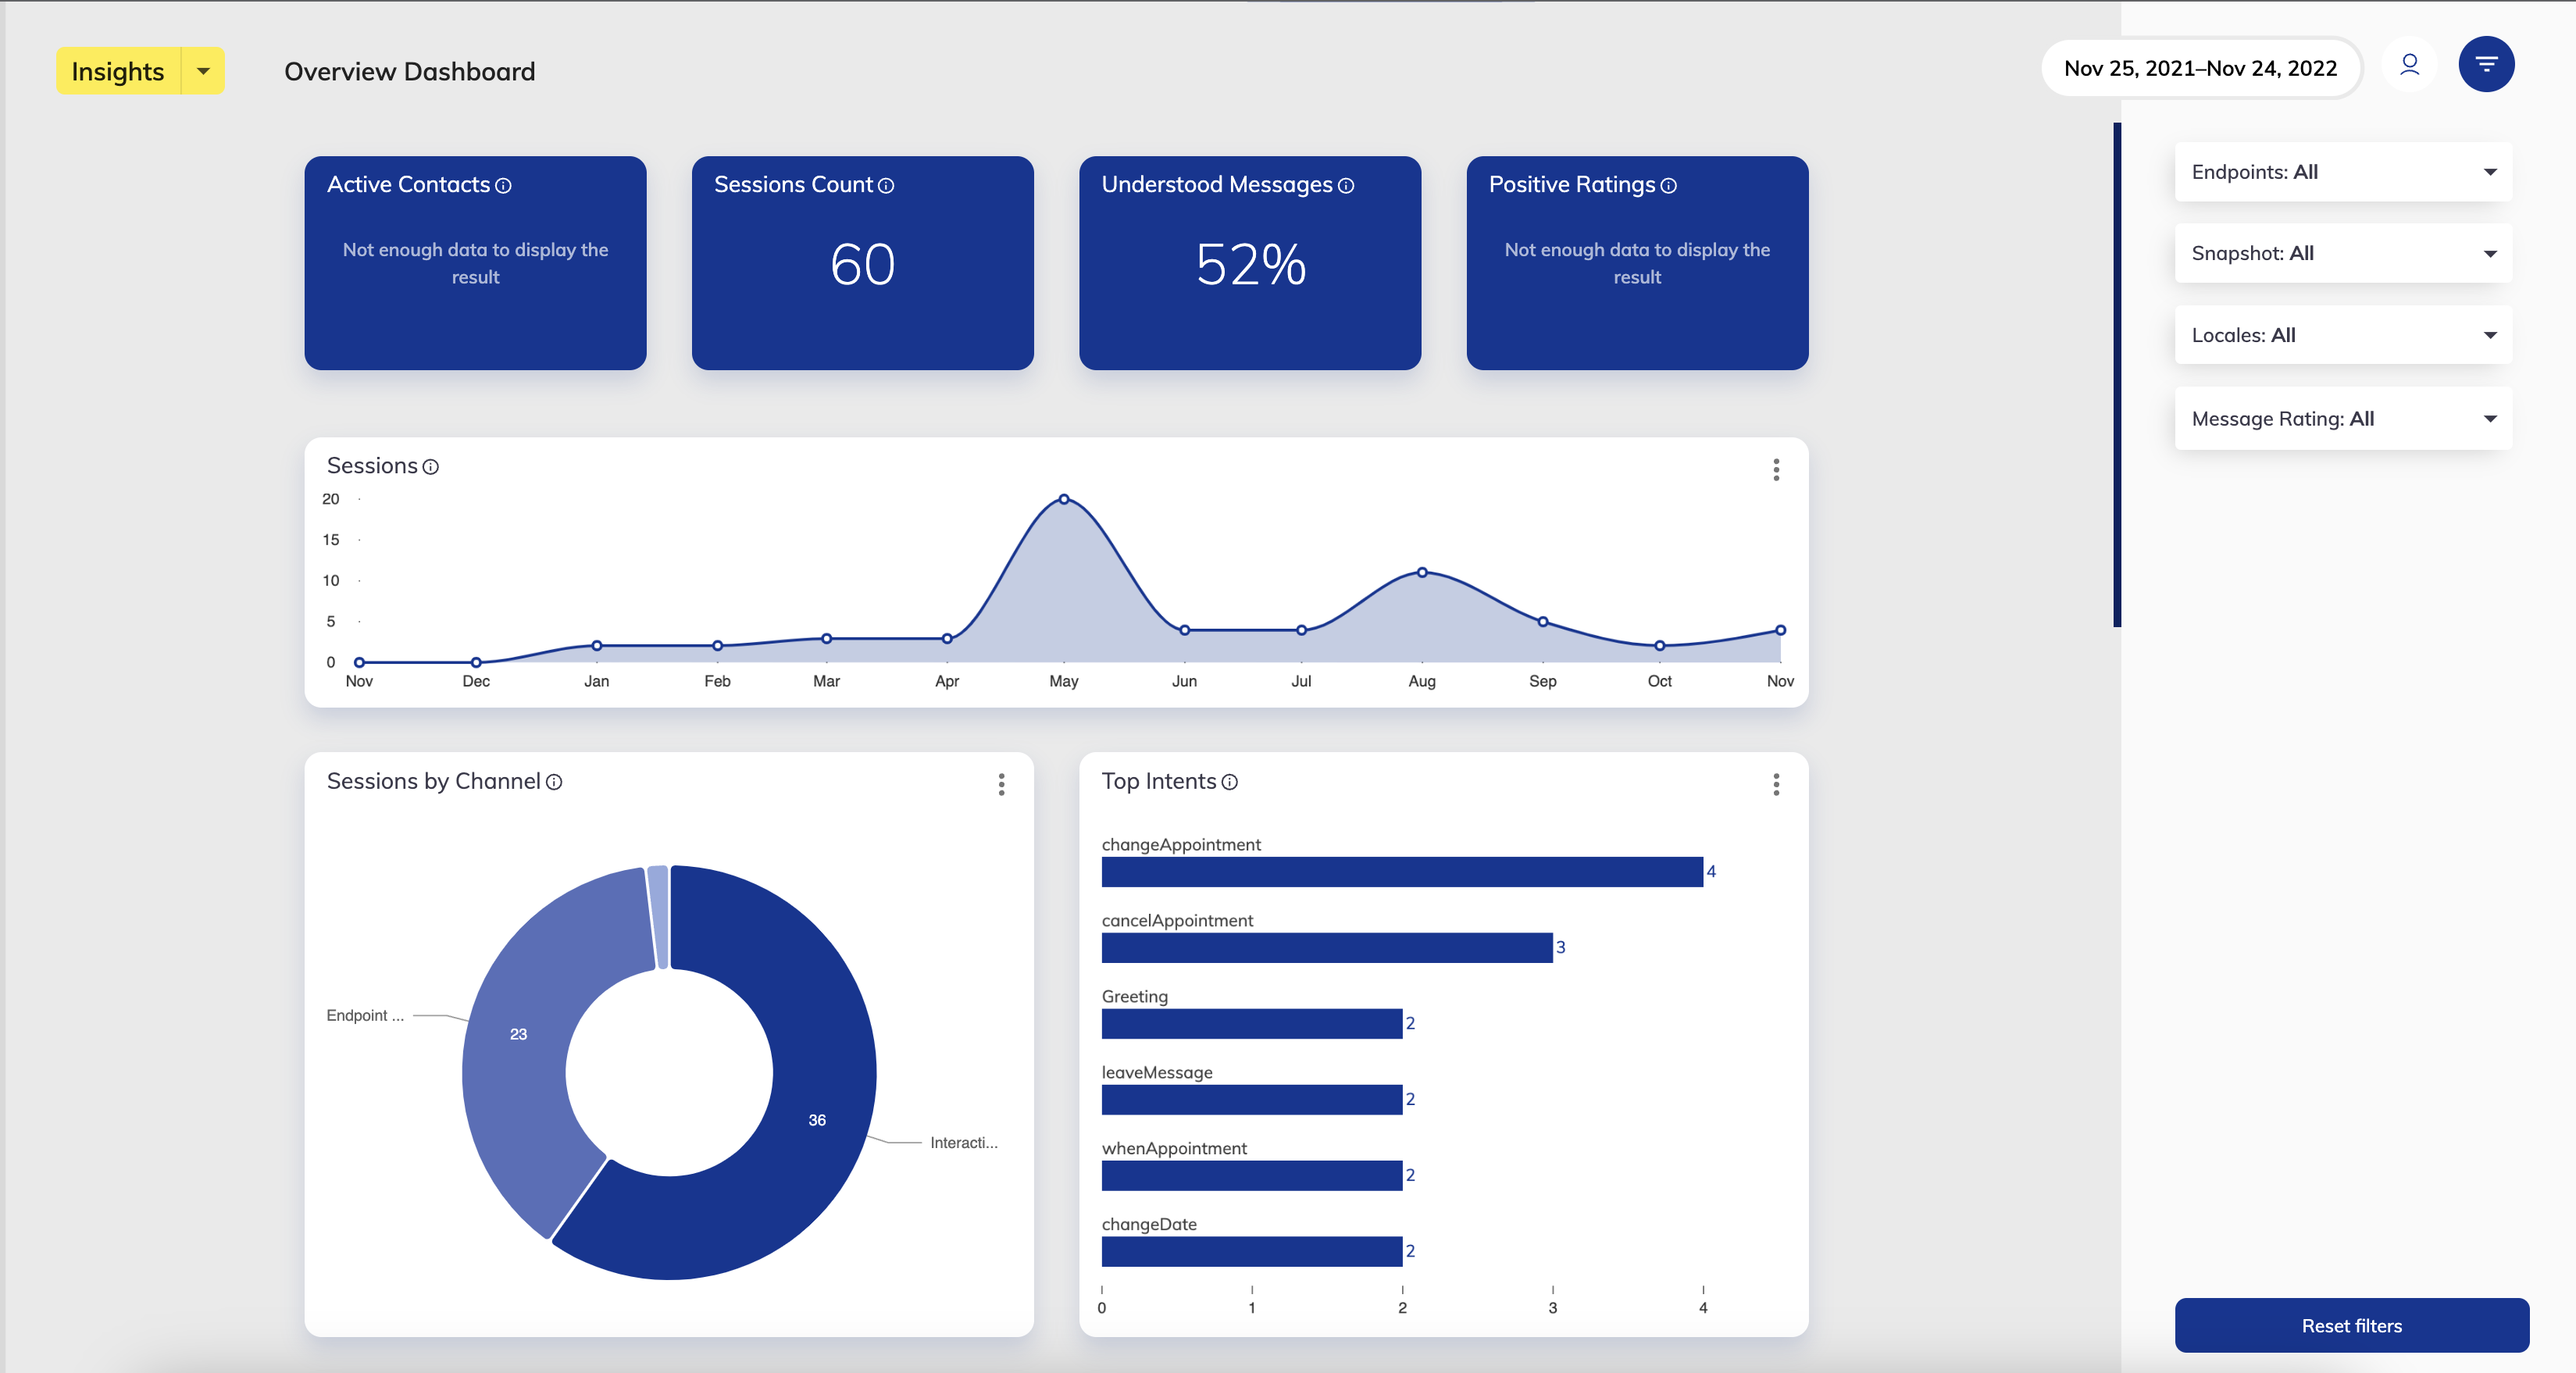 Insights
Overview Dashboard
Nov 25, 2021–Nov 24, 2022
Active Contacts
Not enough data to display the
result
Sessions Count
60
Understood Messages
52%
Positive Ratings
Not enough data to display the
result
Endpoints: All
Snapshot: All
Locales: All
Message Rating: All
Sessions
20
15
10
5
0
Nov Dec Jan Feb Mar Apr May Jun Jul Aug Sep Oct Nov
Sessions by Channel
Endpoint ...
23
36
Interacti...
Top Intents
changeAppointment
4
cancelAppointment
3
Greeting
2
leaveMessage
2
whenAppointment
2
changeDate
2
0 1 2 3 4
Reset filters